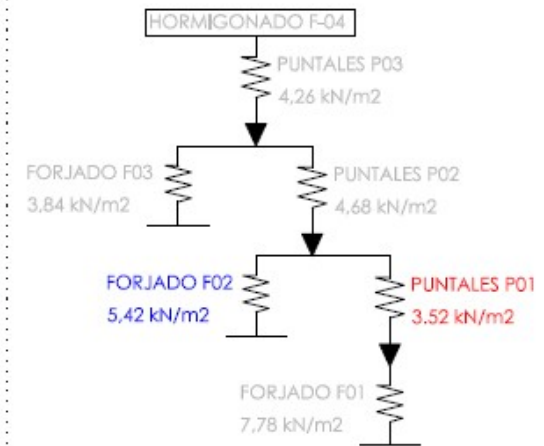 HORMIGONADO F-04
PUNTALES P03
4,26 kN/m2
FORJADO F03
3,84 kN/m2
PUNTALES P02
4,68 kN/m2
FORJADO F02
5,42 kN/m2
PUNTALES P01
3.52 kN/m2
FORJADO F01
7,78 kN/m2